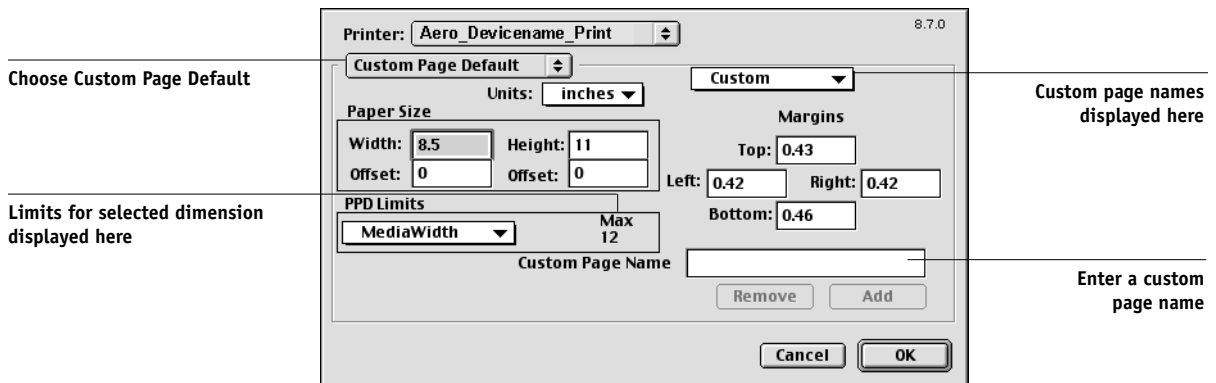 8.7.0
Printer: Aero_Devicename_Print
Choose Custom Page Default
Custom Page Default
Custom
Custom page names
displayed here
Units: inches
Paper Size
Margins
Width: 8.5 Height: 11
Top: 0.43
Offset: 0 Offset: 0
Left: 0.42 Right: 0.42
Limits for selected dimension
displayed here
PPD Limits
Bottom: 0.46
MediaWidth
Max
12
Custom Page Name
Enter a custom
page name
Remove Add
Cancel OK